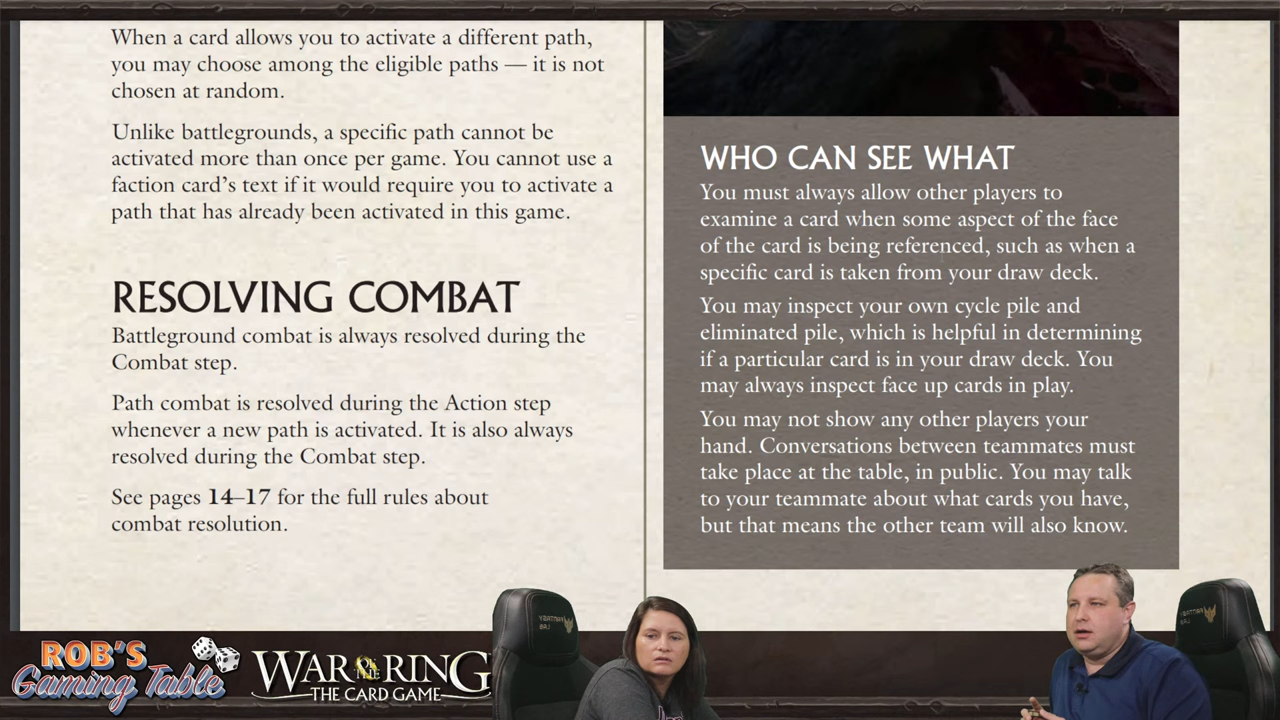 When a card allows you to activate a different path,
you may choose among the eligible paths — it is not
chosen at random.
Unlike battlegrounds, a specific path cannot be
activated more than once per game. You cannot use a
faction card's text if it would require you to activate a
path that has already been activated in this game.
RESOLVING COMBAT
Battleground combat is always resolved during the
Combat step.
Path combat is resolved during the Action step
whenever a new path is activated. It is also always
resolved during the Combat step.
See pages 14–17 for the full rules about
combat resolution.
WHO CAN SEE WHAT
You must always allow other players to
examine a card when some aspect of the face
of the card is being referenced, such as when a
specific card is taken from your draw deck.
You may inspect your own cycle pile and
eliminated pile, which is helpful in determining
if a particular card is in your draw deck. You
may always inspect face up cards in play.
You may not show any other players your
hand. Conversations between teammates must
take place at the table, in public. You may talk
to your teammate about what cards you have,
but that means the other team will also know.
ROB'S
Gaming Table
WAR OF THE RING
THE CARD GAME